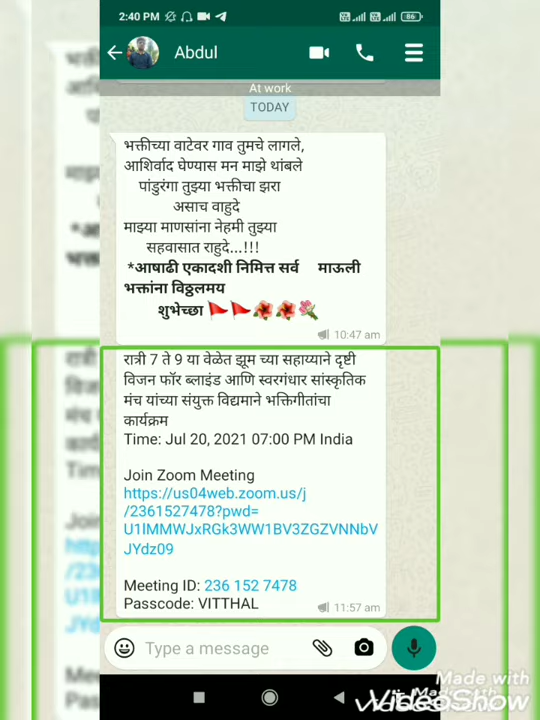 2:40 PM
86
Abdul
At work
TODAY
भक्तीच्या वाटेवर गाव तुमचे लागले,
आशिर्वाद घेण्यास मन माझे थांबले
पांडुरंगा तुझ्या भक्तीचा झरा
असाच वाहुदे
माझ्या माणसांना नेहमी तुझ्या
सहवासात राहुदे...!!!
*आषाढी एकादशी निमित्त सर्व माऊली
भक्तांना विठ्ठलमय
शुभेच्छा 🚩🚩🌺🌺🌷
10:47 am
रात्री 7 ते 9 या वेळेत झूम च्या सहाय्याने दृष्टी
विजन फॉर ब्लाइंड आणि स्वरगंधार सांस्कृतिक
मंच यांच्या संयुक्त विद्यमाने भक्तिगीतांचा
कार्यक्रम
Time: Jul 20, 2021 07:00 PM India
Join Zoom Meeting
https://us04web.zoom.us/j
/2361527478?pwd=
U1lMMWJxRGk3WW1BV3ZGZVNNbV
JYdz09
Meeting ID: 236 152 7478
Passcode: VITTHAL
11:57 am
Type a message
Made with
VideoShow